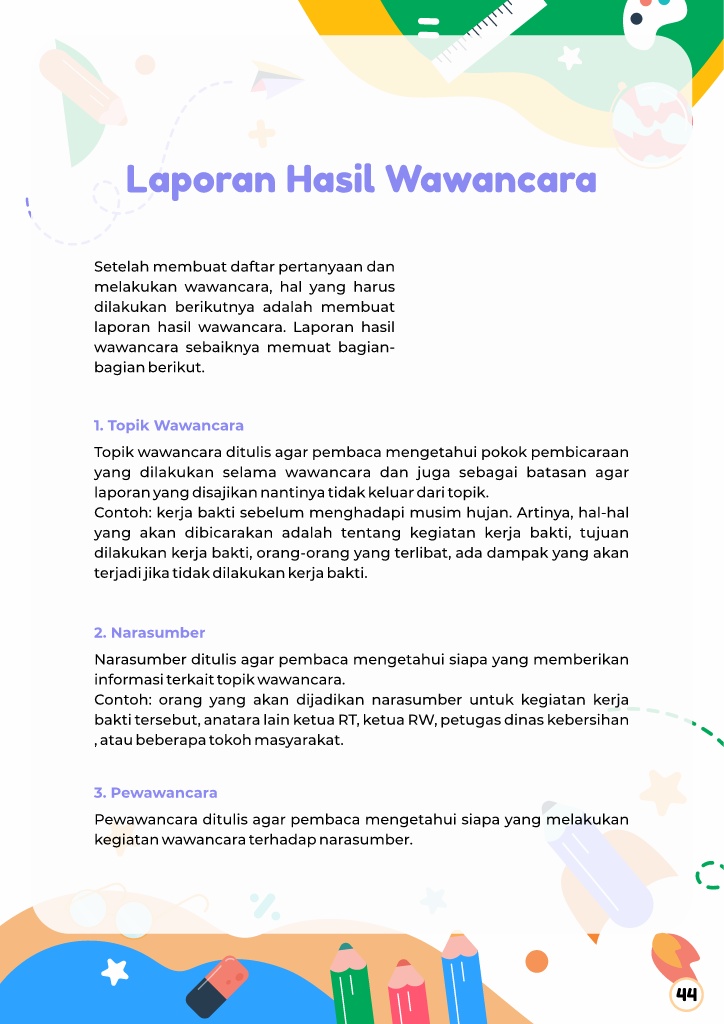 Laporan Hasil Wawancara
Setelah membuat daftar pertanyaan dan
melakukan wawancara, hal yang harus
dilakukan berikutnya adalah membuat
laporan hasil wawancara. Laporan hasil
wawancara sebaiknya memuat bagian-
bagian berikut.
1. Topik Wawancara
Topik wawancara ditulis agar pembaca mengetahui pokok pembicaraan
yang dilakukan selama wawancara dan juga sebagai batasan agar
laporan yang disajikan nantinya tidak keluar dari topik.
Contoh: kerja bakti sebelum menghadapi musim hujan. Artinya, hal-hal
yang akan dibicarakan adalah tentang kegiatan kerja bakti, tujuan
dilakukan kerja bakti, orang-orang yang terlibat, ada dampak yang akan
terjadi jika tidak dilakukan kerja bakti.
2. Narasumber
Narasumber ditulis agar pembaca mengetahui siapa yang memberikan
informasi terkait topik wawancara.
Contoh: orang yang akan dijadikan narasumber untuk kegiatan kerja
bakti tersebut, anatara lain ketua RT, ketua RW, petugas dinas kebersihan
, atau beberapa tokoh masyarakat.
3. Pewawancara
Pewawancara ditulis agar pembaca mengetahui siapa yang melakukan
kegiatan wawancara terhadap narasumber.
44